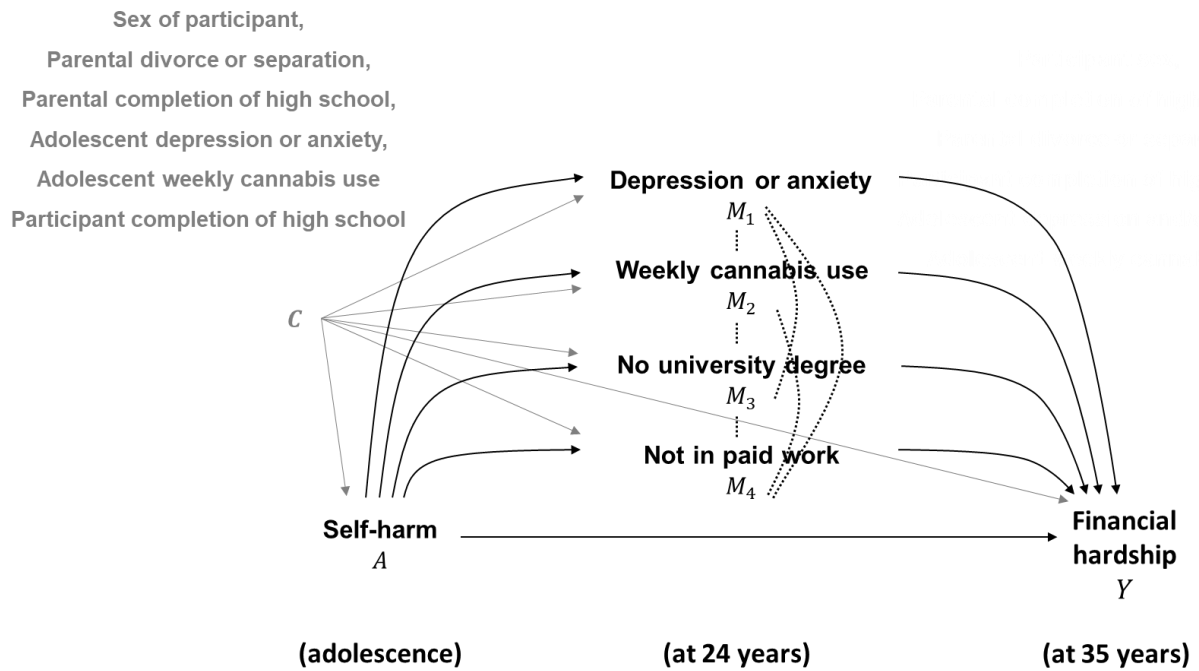 Sex of participant,
Parental divorce or separation,
Parental completion of high school,
Adolescent depression or anxiety,
Adolescent weekly cannabis use
Participant completion of high school
C
Depression or anxiety
M₁
Weekly cannabis use
M₂
No university degree
M₃
Not in paid work
M₄
Self-harm
A
Financial
hardship
Y
(adolescence)
(at 24 years)
(at 35 years)